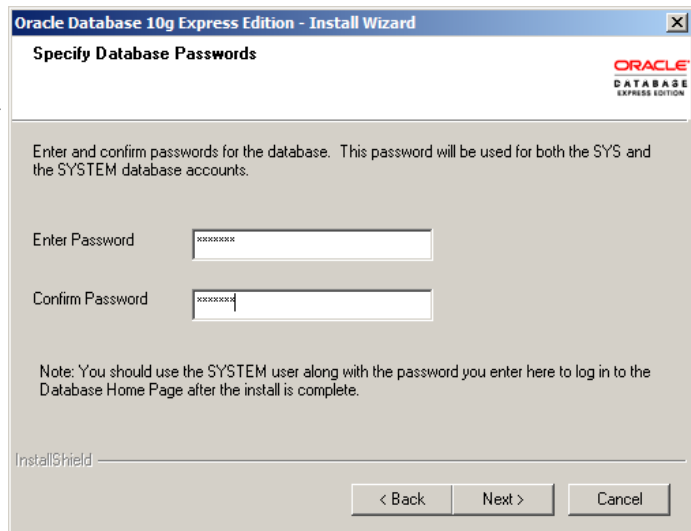 Oracle Database 10g Express Edition - Install Wizard
Specify Database Passwords
ORACLE
DATABASE
EXPRESS EDITION
Enter and confirm passwords for the database. This password will be used for both the SYS and
the SYSTEM database accounts.
Enter Password
xxxxxxx
Confirm Password
xxxxxxx
Note: You should use the SYSTEM user along with the password you enter here to log in to the
Database Home Page after the install is complete.
InstallShield
< Back
Next >
Cancel